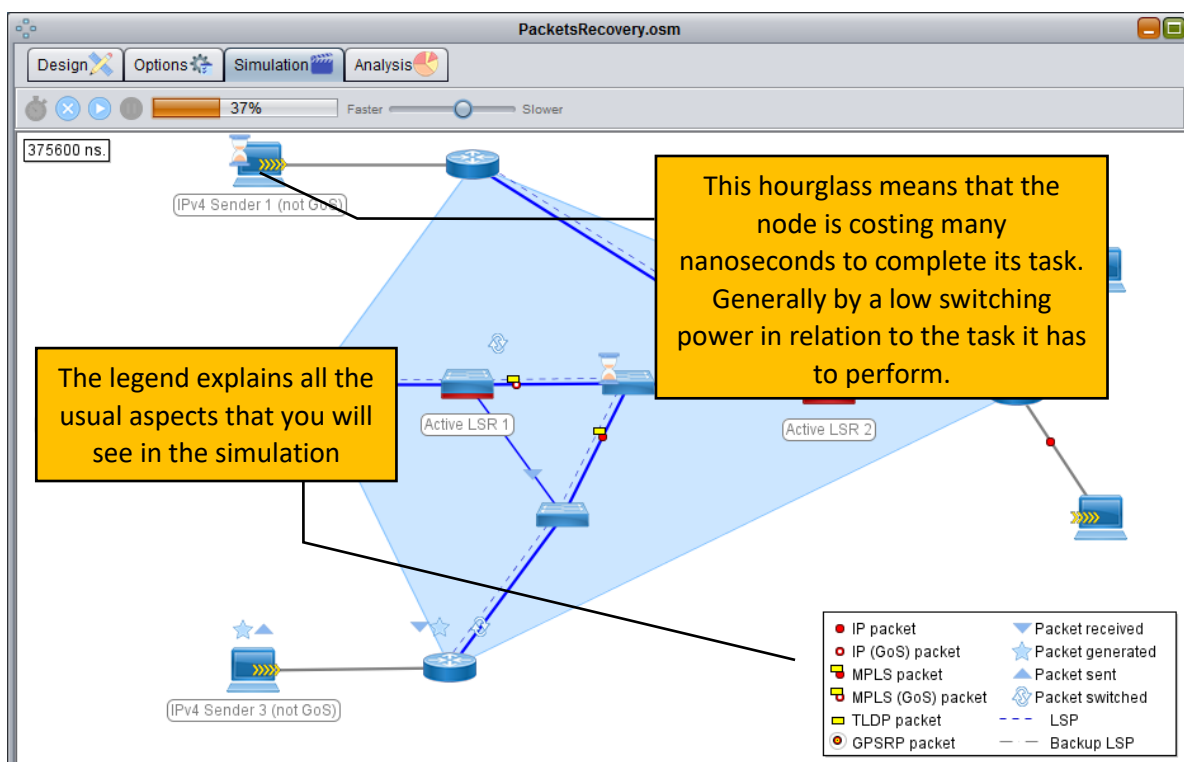 PacketsRecovery.osm
Design
Options
Simulation
Analysis
37%
Faster
Slower
375600 ns.
IPv4 Sender 1 (not GoS)
This hourglass means that the
node is costing many
nanoseconds to complete its task.
Generally by a low switching
power in relation to the task it has
to perform.
The legend explains all the
usual aspects that you will
see in the simulation
Active LSR 1
Active LSR 2
IPv4 Sender 3 (not GoS)
IP packet
IP (GoS) packet
MPLS packet
MPLS (GoS) packet
TLDP packet
GPSRP packet
Packet received
Packet generated
Packet sent
Packet switched
LSP
Backup LSP